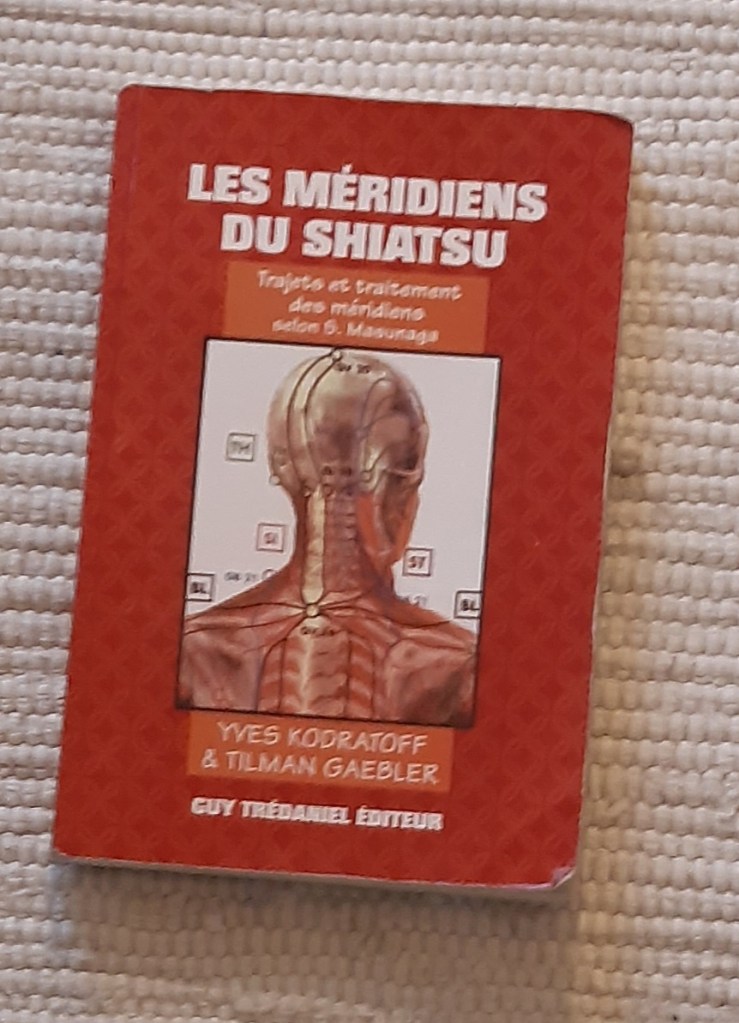 LES MÉRIDIENS
DU SHIATSU
Trajets et traitement
des méridiens
selon S. Masunaga
TH
SI
ST
BL
BL
YVES KODRATOFF
& TILMAN GAEBLER
GUY TRÉDANIEL ÉDITEUR